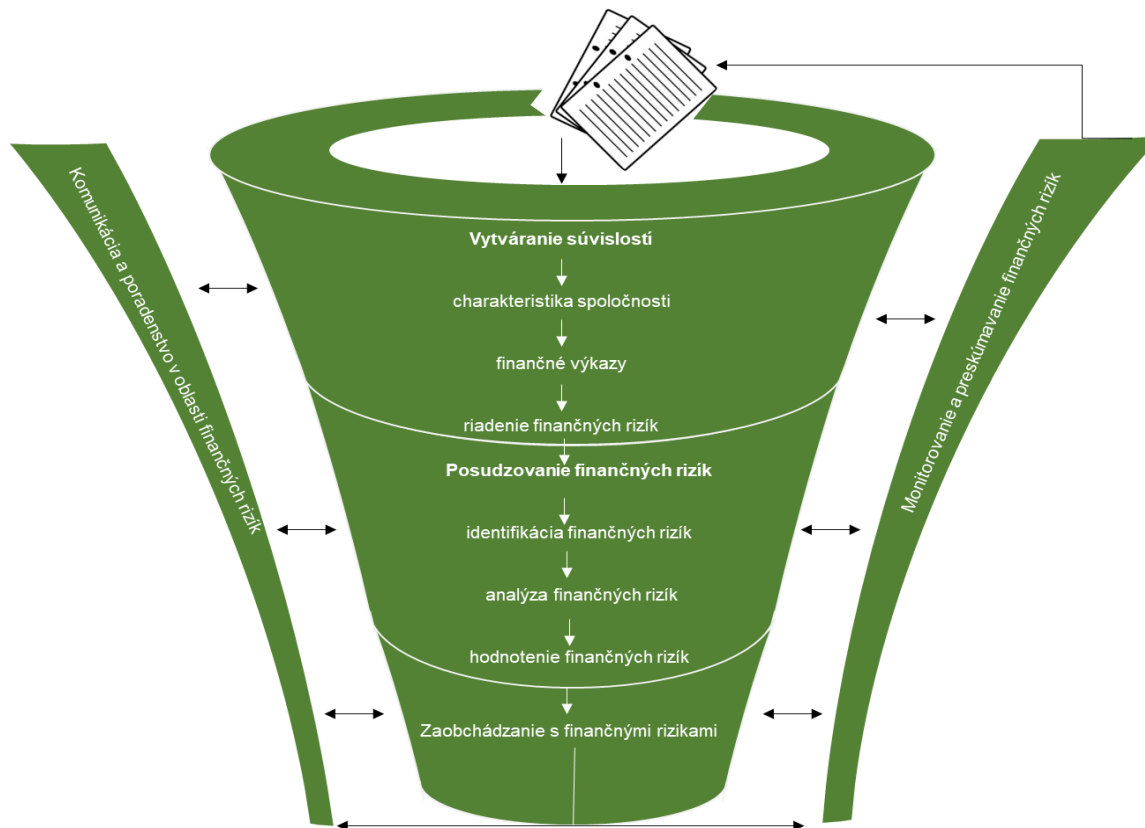 Komunikácia a poradenstvo v oblasti finančných rizík
Vytváranie súvislostí
charakteristika spoločnosti
finančné výkazy
riadenie finančných rizík
Posudzovanie finančných rizík
identifikácia finančných rizík
analýza finančných rizík
hodnotenie finančných rizík
Zaobchádzanie s finančnými rizikami
Monitorovanie a preskúmavanie finančných rizík